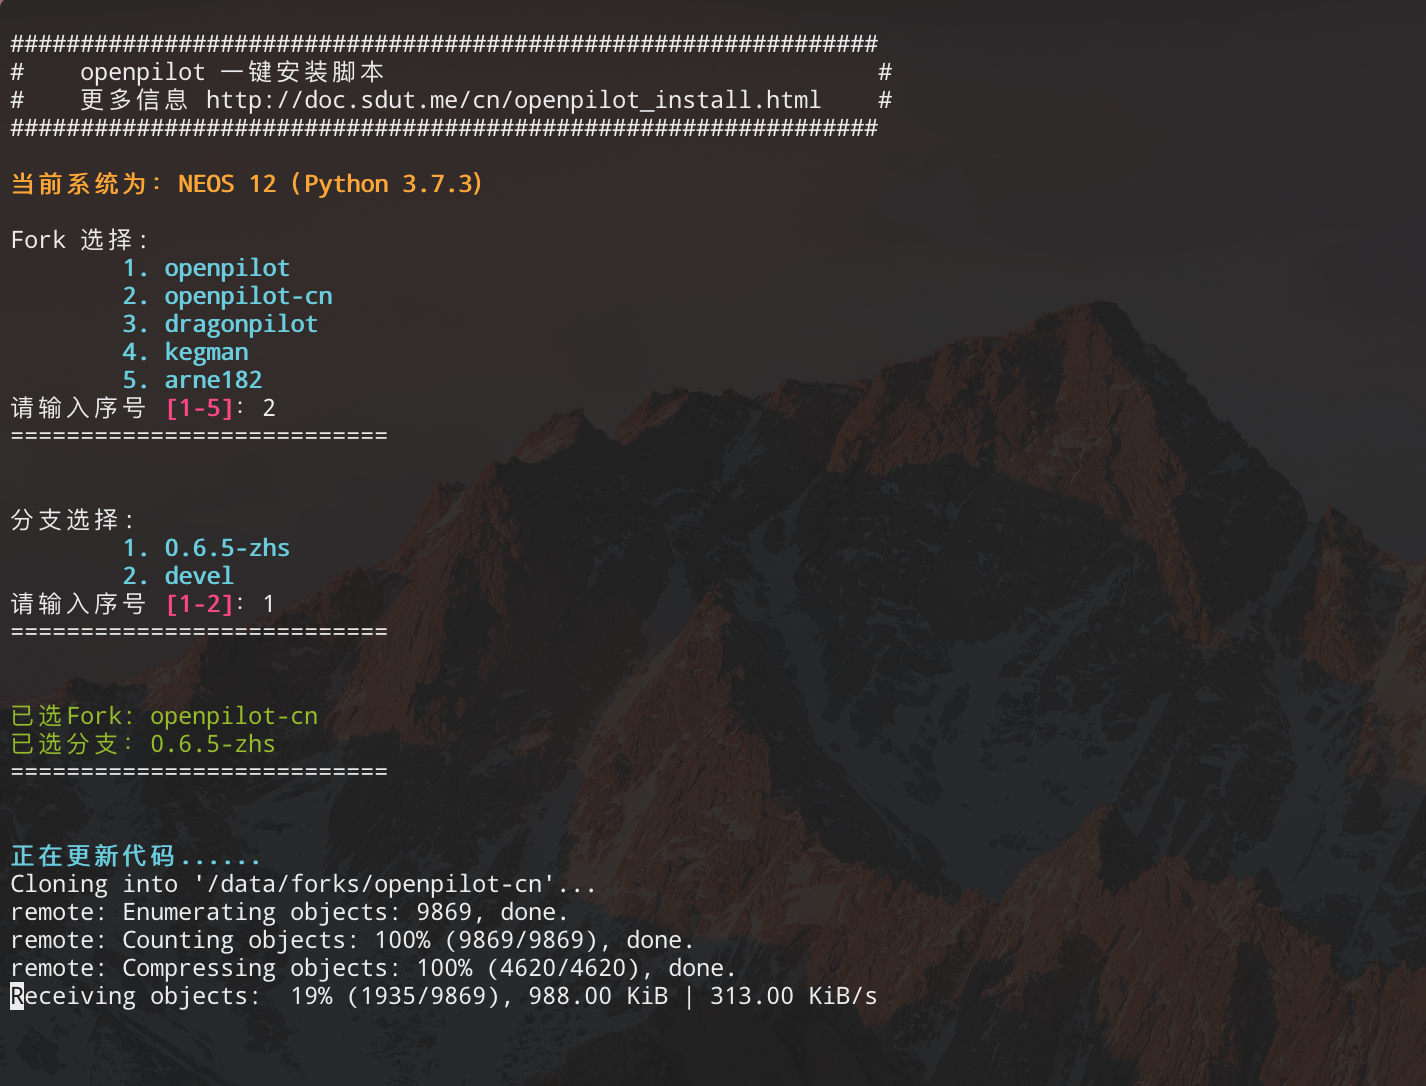 ##############################################################
#    openpilot 一键安装脚本                                   #
#    更多信息 http://doc.sdut.me/cn/openpilot_install.html    #
##############################################################
当前系统为：NEOS 12（Python 3.7.3）
Fork 选择：
1. openpilot
2. openpilot-cn
3. dragonpilot
4. kegman
5. arne182
请输入序号 [1-5]：2
===========================
分支选择：
1. 0.6.5-zhs
2. devel
请输入序号 [1-2]：1
===========================
已选Fork：openpilot-cn
已选分支：0.6.5-zhs
===========================
正在更新代码......
Cloning into '/data/forks/openpilot-cn'...
remote: Enumerating objects: 9869, done.
remote: Counting objects: 100% (9869/9869), done.
remote: Compressing objects: 100% (4620/4620), done.
Receiving objects:  19% (1935/9869), 988.00 KiB | 313.00 KiB/s